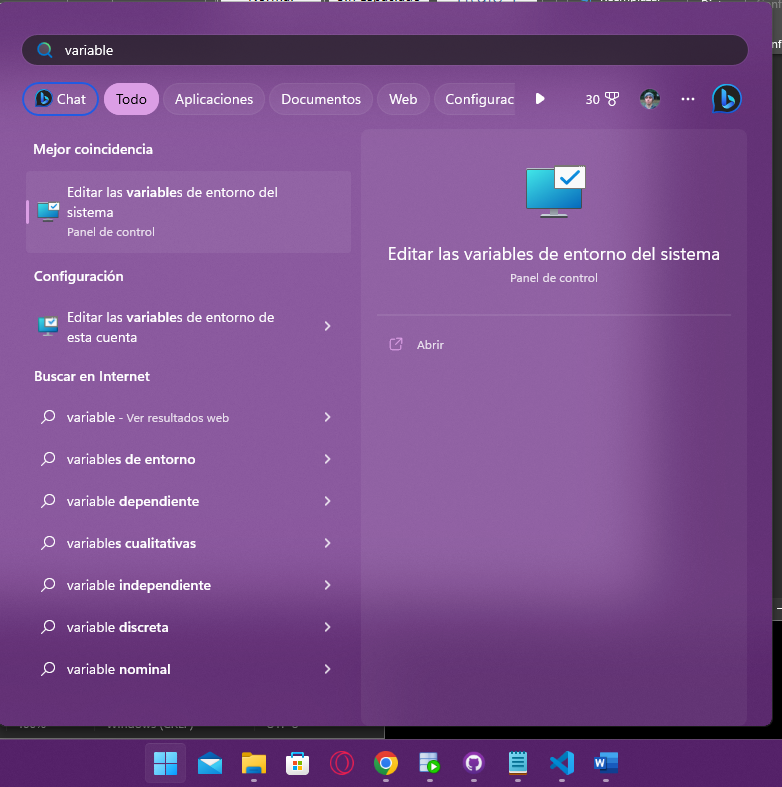 variable
Chat
Todo
Aplicaciones
Documentos
Web
Configurac
30
Mejor coincidencia
Editar las variables de entorno del
sistema
Panel de control
Configuración
Editar las variables de entorno de
esta cuenta
Buscar en Internet
variable - Ver resultados web
variables de entorno
variable dependiente
variables cualitativas
variable independiente
variable discreta
variable nominal
Editar las variables de entorno del sistema
Panel de control
Abrir